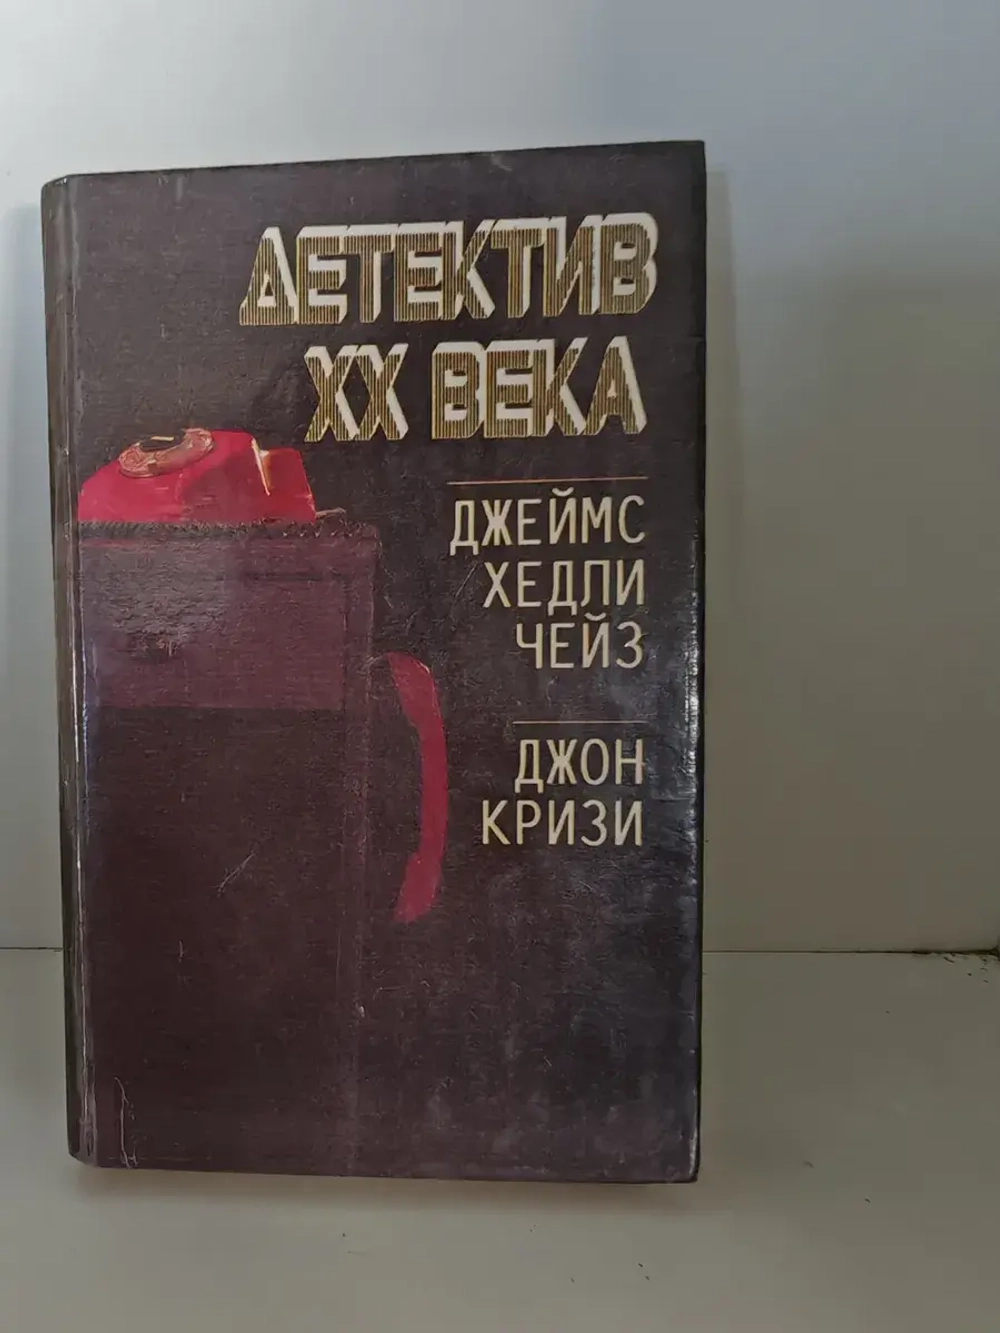 ДЕТЕКТИВ
XX ВЕКА
ДЖЕЙМС
ХЕДЛИ
ЧЕЙЗ
ДЖОН
КРИЗИ